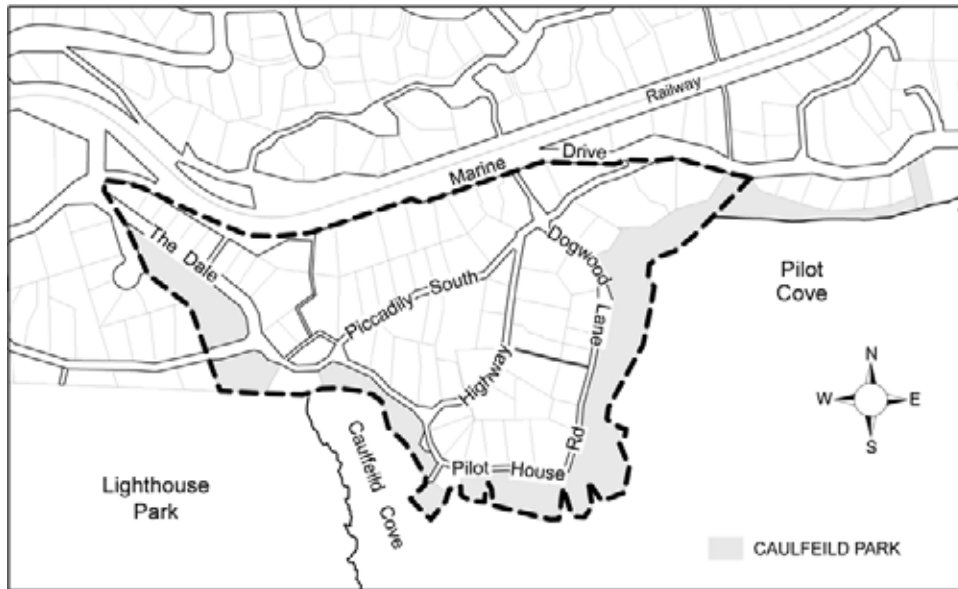 Railway
Marine Drive
The Dale
Piccadily South
Dogwood Lane
Highway
Pilot House Rd
Caulfeild Cove
Lighthouse
Park
Pilot
Cove
N
W E
S
CAULFEILD PARK